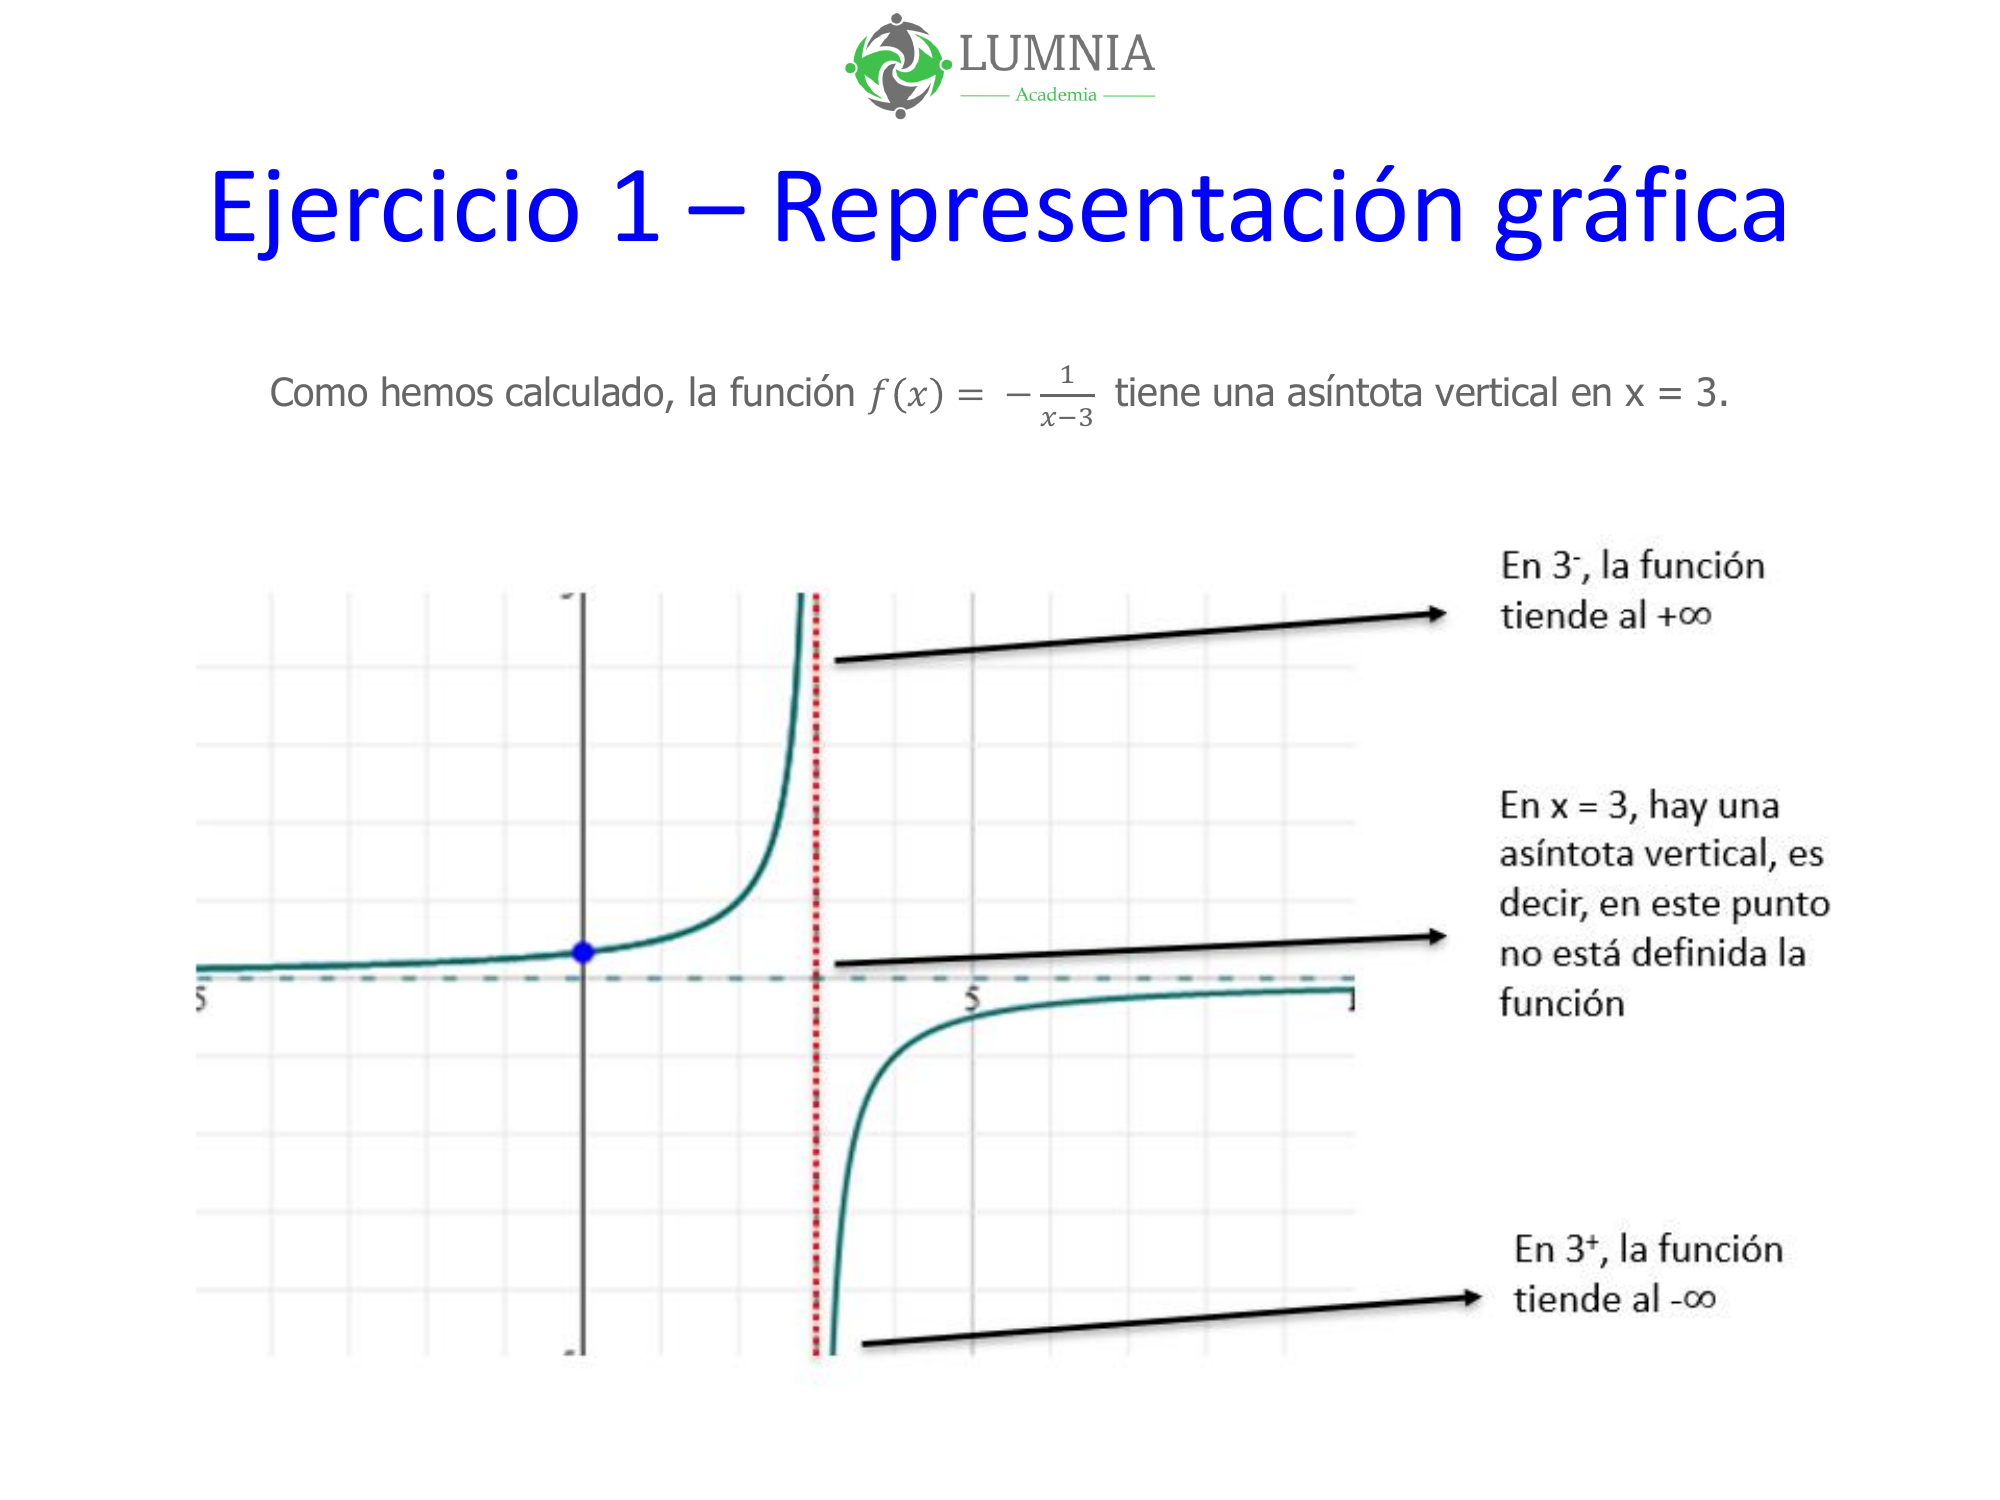 LUMNIA
Academia
Ejercicio 1 – Representación gráfica
Como hemos calculado, la función f(x) = −1/(x−3) tiene una asíntota vertical en x = 3.
En 3⁻, la función
tiende al +∞
En x = 3, hay una
asíntota vertical, es
decir, en este punto
no está definida la
función
5
5
En 3⁺, la función
tiende al -∞